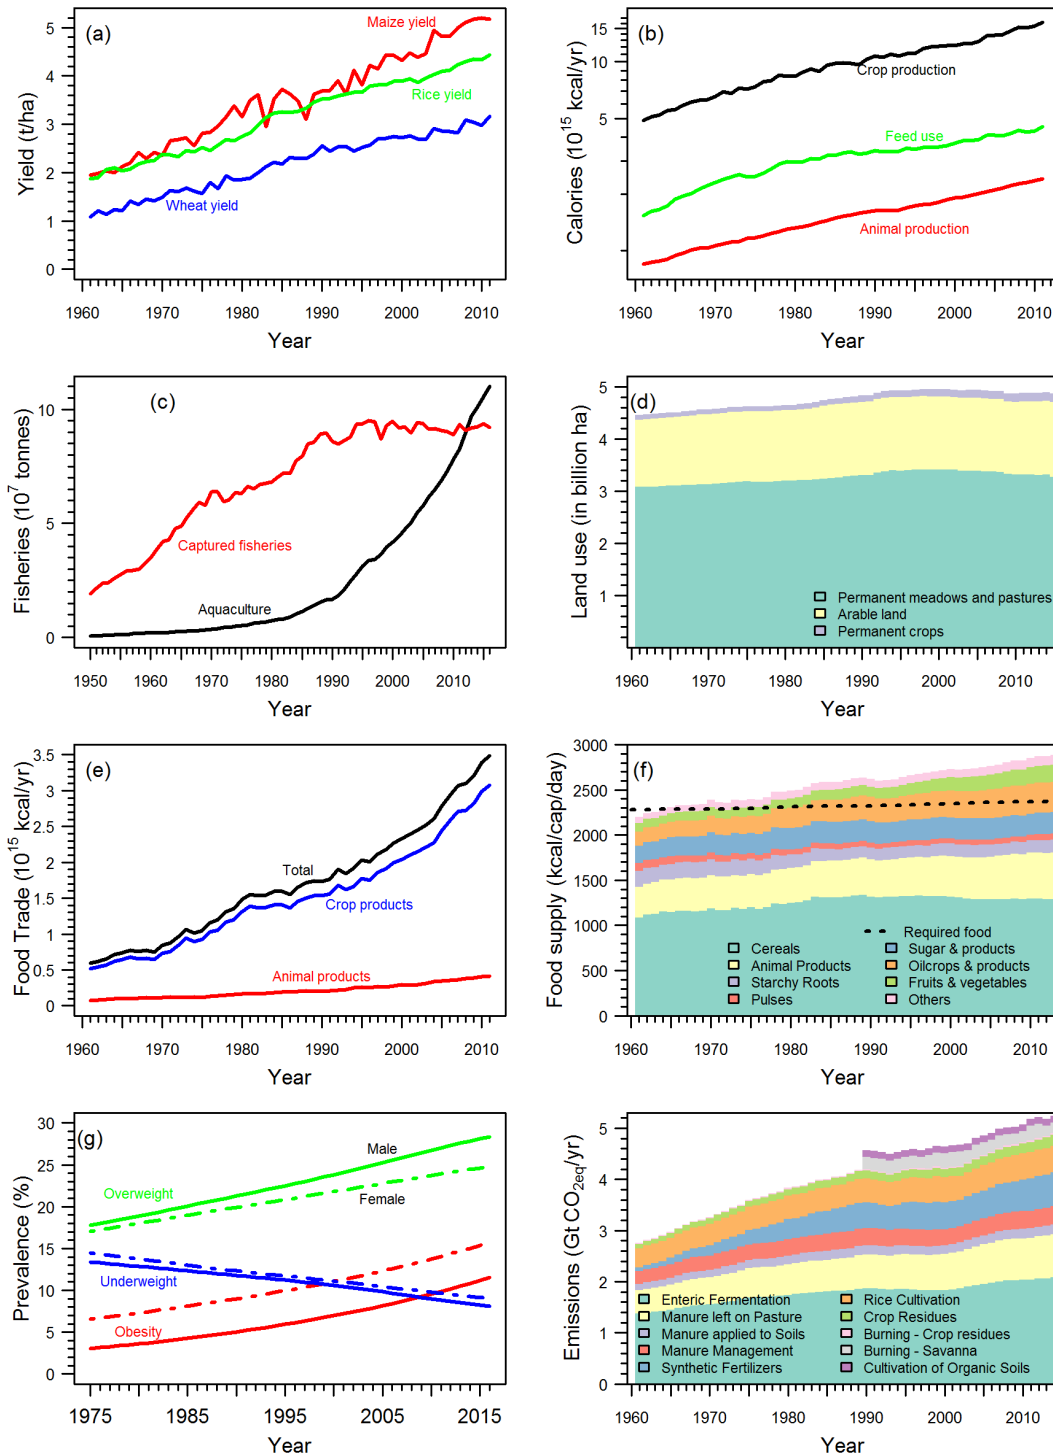 (a)
Maize yield
Rice yield
Wheat yield
Yield (t/ha)
5
4
3
2
1
0
1960 1970 1980 1990 2000 2010
Year
(b)
Crop production
Feed use
Animal production
Calories (10¹⁵ kcal/yr)
15
10
5
1960 1970 1980 1990 2000 2010
Year
(c)
Captured fisheries
Aquaculture
Fisheries (10⁷ tonnes)
10
5
0
1950 1960 1970 1980 1990 2000 2010
Year
(d)
Land use (in billion ha)
5
4
3
2
1
Permanent meadows and pastures
Arable land
Permanent crops
1960 1970 1980 1990 2000 2010
Year
(e)
Total
Crop products
Animal products
Food Trade (10¹⁵ kcal/yr)
3.5
3
2.5
2
1.5
1
0.5
0
1960 1970 1980 1990 2000 2010
Year
(f)
Food supply (kcal/cap/day)
3000
2500
2000
1500
1000
500
0
Required food
Cereals
Animal Products
Starchy Roots
Pulses
Sugar & products
Oilcrops & products
Fruits & vegetables
Others
1960 1970 1980 1990 2000 2010
Year
(g)
Male
Overweight
Female
Underweight
Obesity
Prevalence (%)
30
25
20
15
10
5
0
1975 1985 1995 2005 2015
Year
Emissions (Gt CO₂eq/yr)
5
4
3
2
1
0
Enteric Fermentation
Manure left on Pasture
Manure applied to Soils
Manure Management
Synthetic Fertilizers
Rice Cultivation
Crop Residues
Burning - Crop residues
Burning - Savanna
Cultivation of Organic Soils
1960 1970 1980 1990 2000 2010
Year